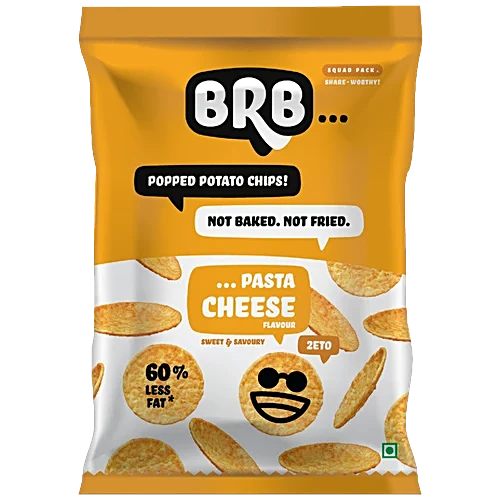 SQUAD PACK.
SHARE-WORTHY!
BRB...
POPPED POTATO CHIPS!
NOT BAKED. NOT FRIED.
... PASTA
CHEESE
FLAVOUR
SWEET & SAVOURY
2ETO
60%
LESS
FAT*